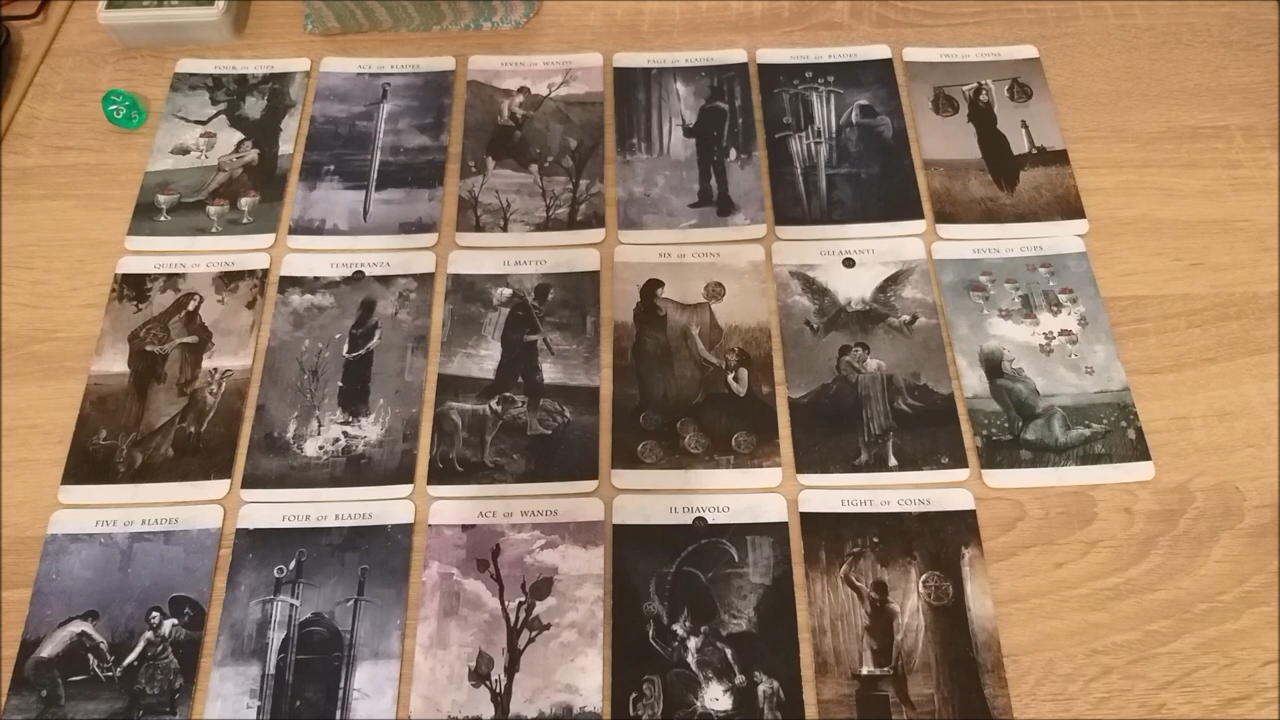 FOUR OF CUPS
ACE OF BLADES
SEVEN OF WANDS
PAGE OF BLADES
NINE OF BLADES
TWO OF COINS
QUEEN OF COINS
TEMPERANZA
IL MATTO
SIX OF COINS
GLI AMANTI
VI
SEVEN OF CUPS
FIVE OF BLADES
FOUR OF BLADES
ACE OF WANDS
IL DIAVOLO
EIGHT OF COINS